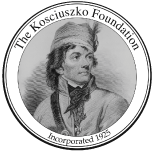 The Kosciuszko Foundation
Incorporated 1925